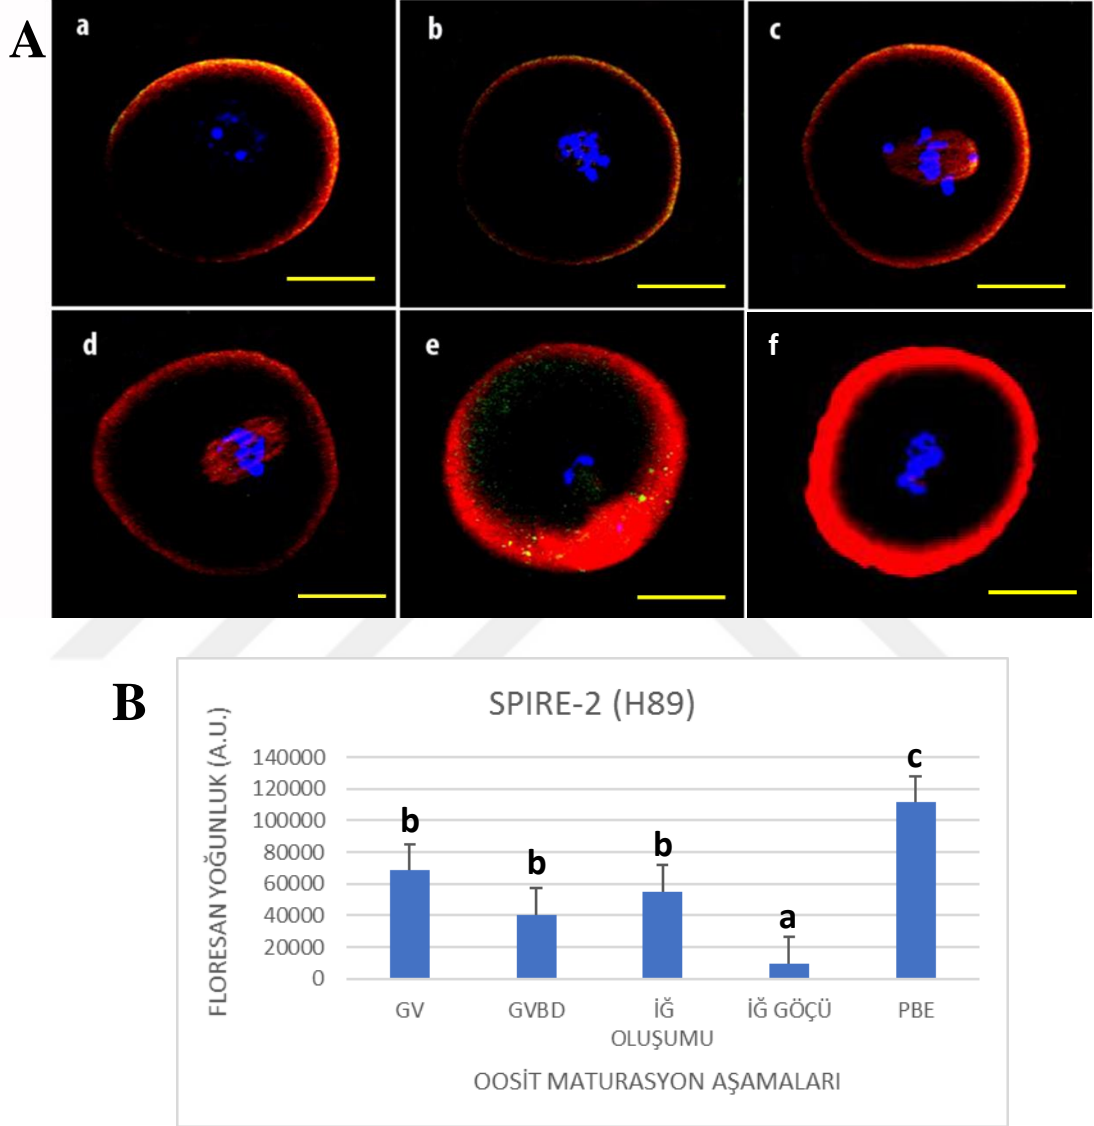 A
a
b
c
d
e
f
B
SPIRE-2 (H89)
FLORESAN YOĞUNLUK (A.U.)
140000
120000
100000
80000
60000
40000
20000
0
b
b
b
a
c
GV
GVBD
İĞ
OLUŞUMU
İĞ GÖÇÜ
PBE
OOSİT MATURASYON AŞAMALARI